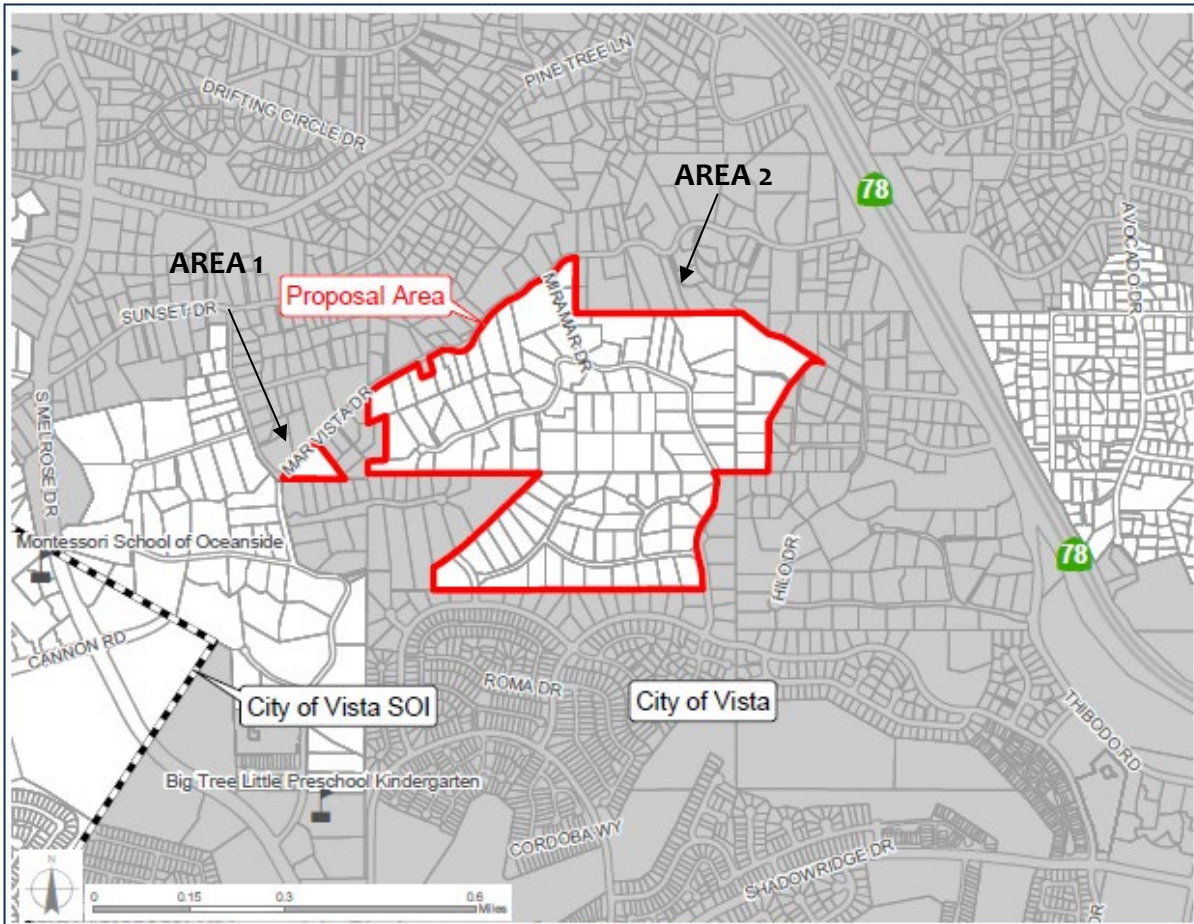 PINE TREE LN
DRIFTING CIRCLE DR
AREA 2
78
AVOCADO DR
AREA 1
Proposal Area
SUNSET DR
MIRAMAR DR
MAR VISTA DR
S MELROSE DR
Montessori School of Oceanside
78
HILO DR
CANNON RD
ROMA DR
City of Vista SOI
City of Vista
THIBODO RD
Big Tree Little Preschool Kindergarten
CORDOBA WY
SHADOWRIDGE DR
DR
N
0 0.15 0.3 0.6
Miles